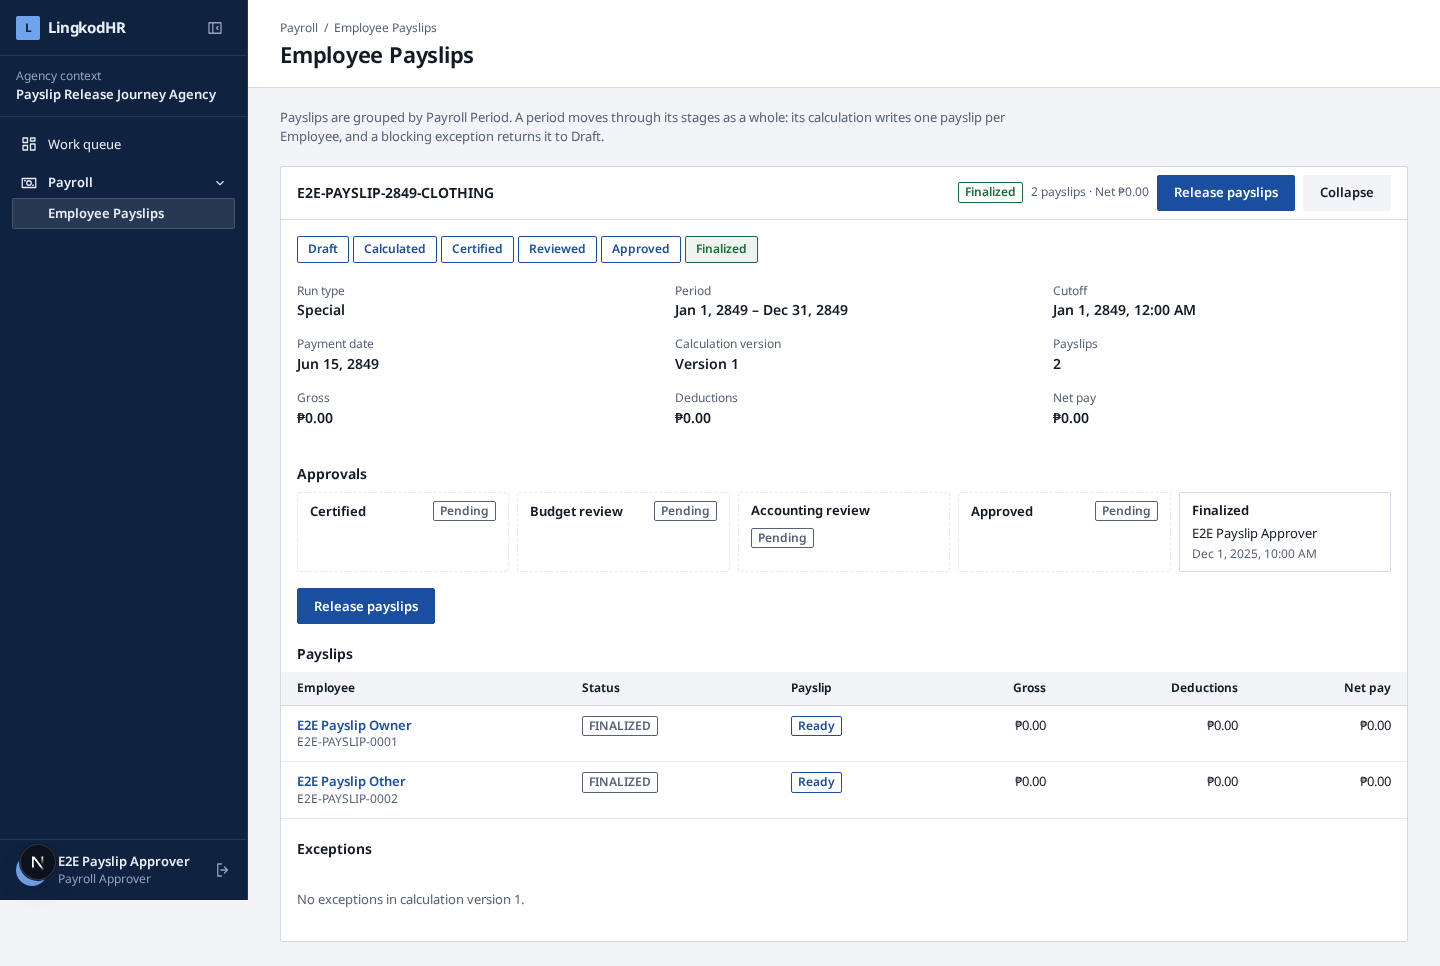 L LingkodHR
Agency context
Payslip Release Journey Agency
Work queue
Payroll
Employee Payslips
N
E2E Payslip Approver
Payroll Approver
Payroll / Employee Payslips
Employee Payslips
Payslips are grouped by Payroll Period. A period moves through its stages as a whole: its calculation writes one payslip per
Employee, and a blocking exception returns it to Draft.
E2E-PAYSLIP-2849-CLOTHING Finalized 2 payslips · Net ₱0.00 Release payslips Collapse
Draft Calculated Certified Reviewed Approved Finalized
Run type Period Cutoff
Special Jan 1, 2849 – Dec 31, 2849 Jan 1, 2849, 12:00 AM
Payment date Calculation version Payslips
Jun 15, 2849 Version 1 2
Gross Deductions Net pay
₱0.00 ₱0.00 ₱0.00
Approvals
Certified Pending
Budget review Pending
Accounting review
Pending
Approved Pending
Finalized
E2E Payslip Approver
Dec 1, 2025, 10:00 AM
Release payslips
Payslips
Employee Status Payslip Gross Deductions Net pay
E2E Payslip Owner FINALIZED Ready ₱0.00 ₱0.00 ₱0.00
E2E-PAYSLIP-0001
E2E Payslip Other FINALIZED Ready ₱0.00 ₱0.00 ₱0.00
E2E-PAYSLIP-0002
Exceptions
No exceptions in calculation version 1.